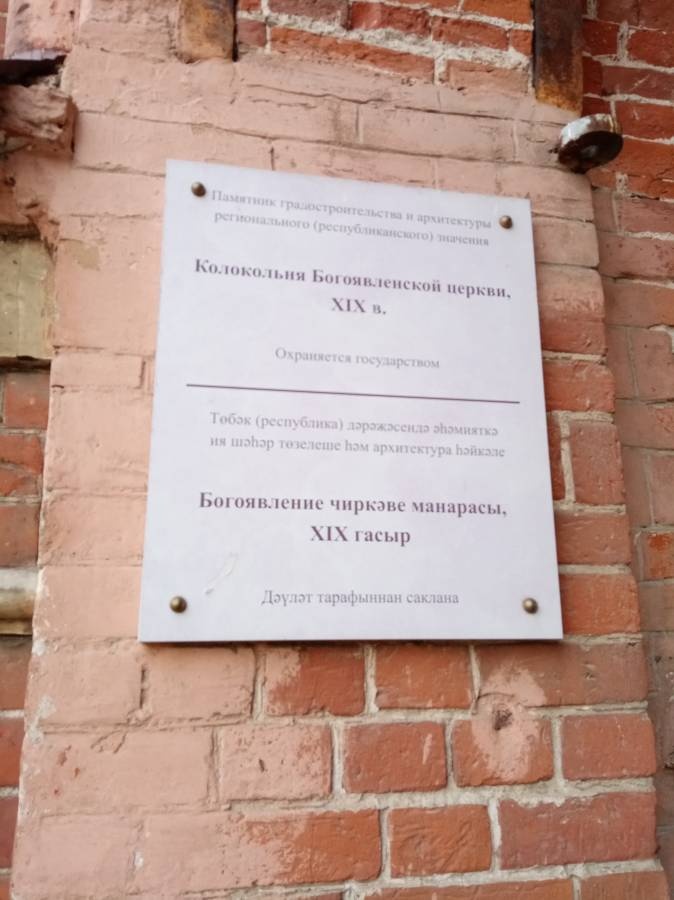 Памятник градостроительства и архитектуры
регионального (республиканского) значения
Колокольня Богоявленской церкви,
XIX в.
Охраняется государством
Төбәк (республика) дәрәҗәсендә әһәмияткә
ия шәһәр төзелеше һәм архитектура һәйкәле
Богоявление чиркәве манарасы,
XIX гасыр
Дәүләт тарафыннан саклана